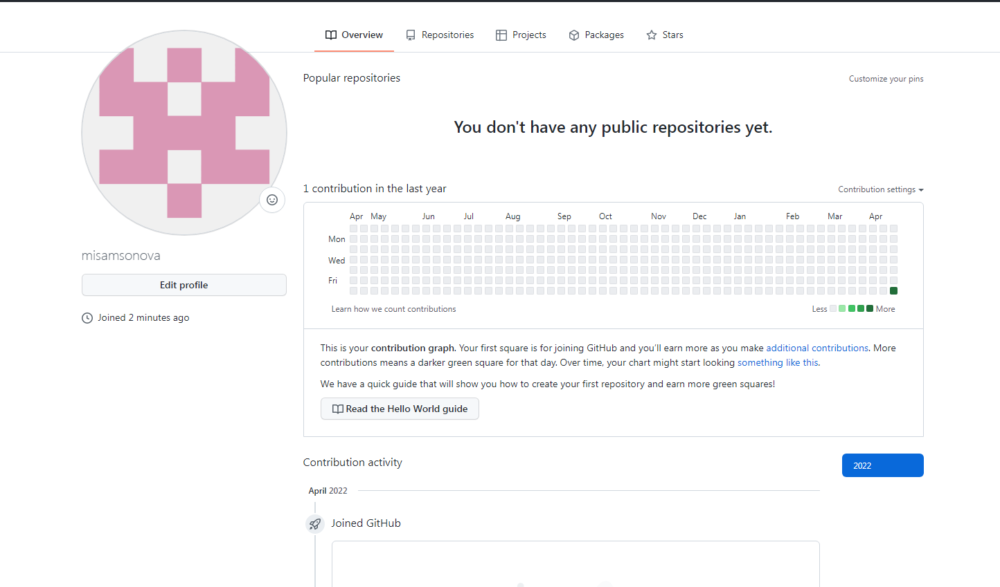 Overview Repositories Projects Packages Stars
Popular repositories Customize your pins
You don't have any public repositories yet.
1 contribution in the last year Contribution settings
Apr May Jun Jul Aug Sep Oct Nov Dec Jan Feb Mar Apr
Mon
Wed
Fri
Learn how we count contributions Less More
misamsonova
Edit profile
Joined 2 minutes ago
This is your contribution graph. Your first square is for joining GitHub and you'll earn more as you make additional contributions. More
contributions means a darker green square for that day. Over time, your chart might start looking something like this.
We have a quick guide that will show you how to create your first repository and earn more green squares!
Read the Hello World guide
Contribution activity 2022
April 2022
Joined GitHub